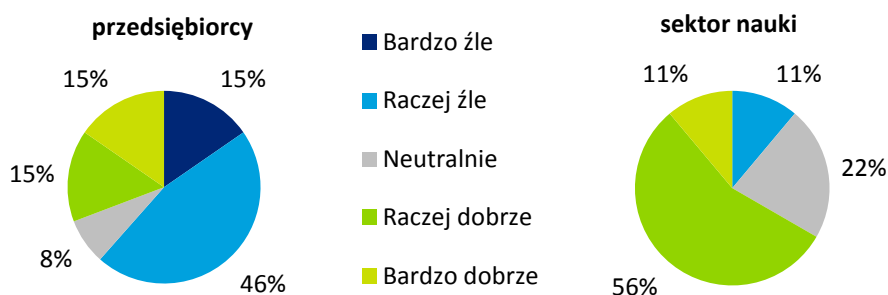 przedsiębiorcy
15%
15%
15%
8%
46%
Bardzo źle
Raczej źle
Neutralnie
Raczej dobrze
Bardzo dobrze
sektor nauki
11%
11%
22%
56%